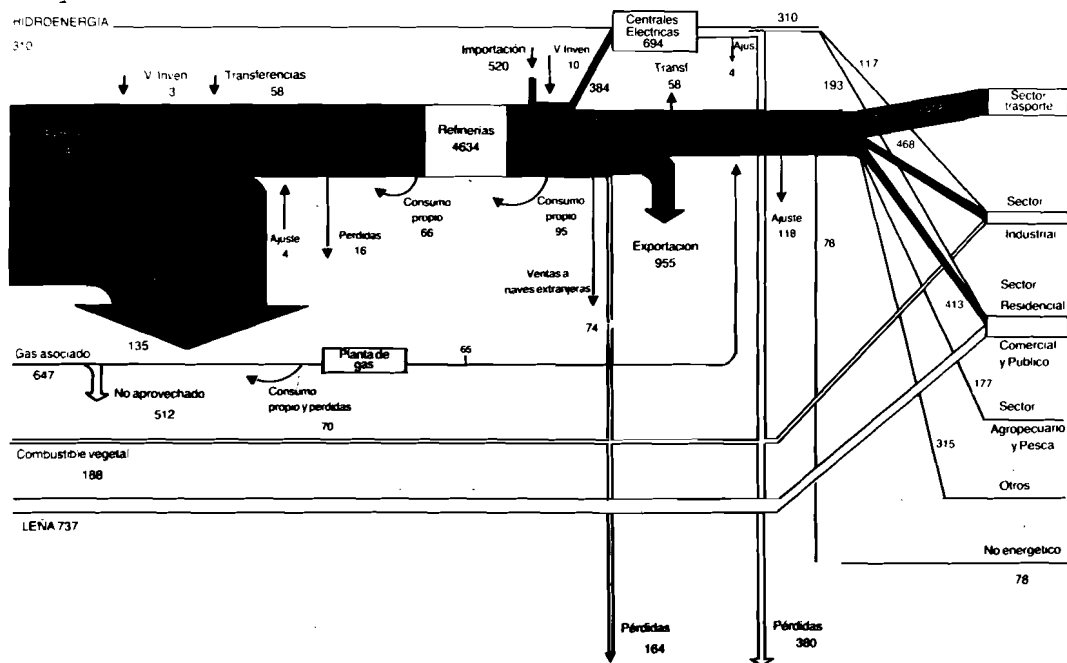 HIDROENERGIA
310
Centrales
Electricas
694
310
Ajus.
4
Importación
520
V Inven
10
384
Transf
58
193
117
V. Inven
3
Transferencias
58
Sector
trasporte
Refinerias
4634
468
Ajuste
4
Perdidas
16
Consumo
propio
66
Consumo
propio
95
Exportacion
955
Ajuste
118
78
Sector
Industrial
Ventas a
naves extranjeras
74
Sector
Residencial
413
Comercial
y Publico
Gas asociado
647
135
Planta de
gas
65
No aprovechado
512
Consumo
propio y perdidas
70
177
Sector
Agropecuario
y Pesca
315
Combustible vegetal
188
Otros
LEÑA 737
No energetico
78
Pérdidas
164
Pérdidas
380